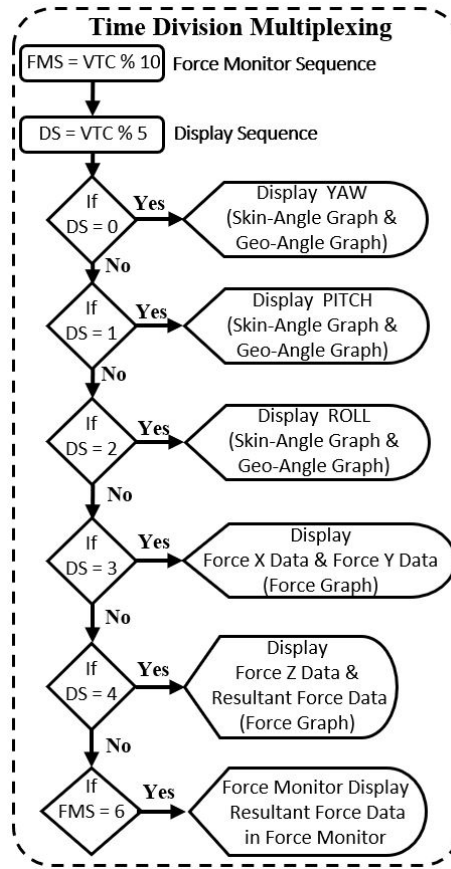 Time Division Multiplexing
FMS = VTC % 10 Force Monitor Sequence
DS = VTC % 5 Display Sequence
If
DS = 0
Yes
Display YAW
(Skin-Angle Graph &
Geo-Angle Graph)
No
If
DS = 1
Yes
Display PITCH
(Skin-Angle Graph &
Geo-Angle Graph)
No
If
DS = 2
Yes
Display ROLL
(Skin-Angle Graph &
Geo-Angle Graph)
No
If
DS = 3
Yes
Display
Force X Data & Force Y Data
(Force Graph)
No
If
DS = 4
Yes
Display
Force Z Data &
Resultant Force Data
(Force Graph)
No
If
FMS = 6
Yes
Force Monitor Display
Resultant Force Data
in Force Monitor